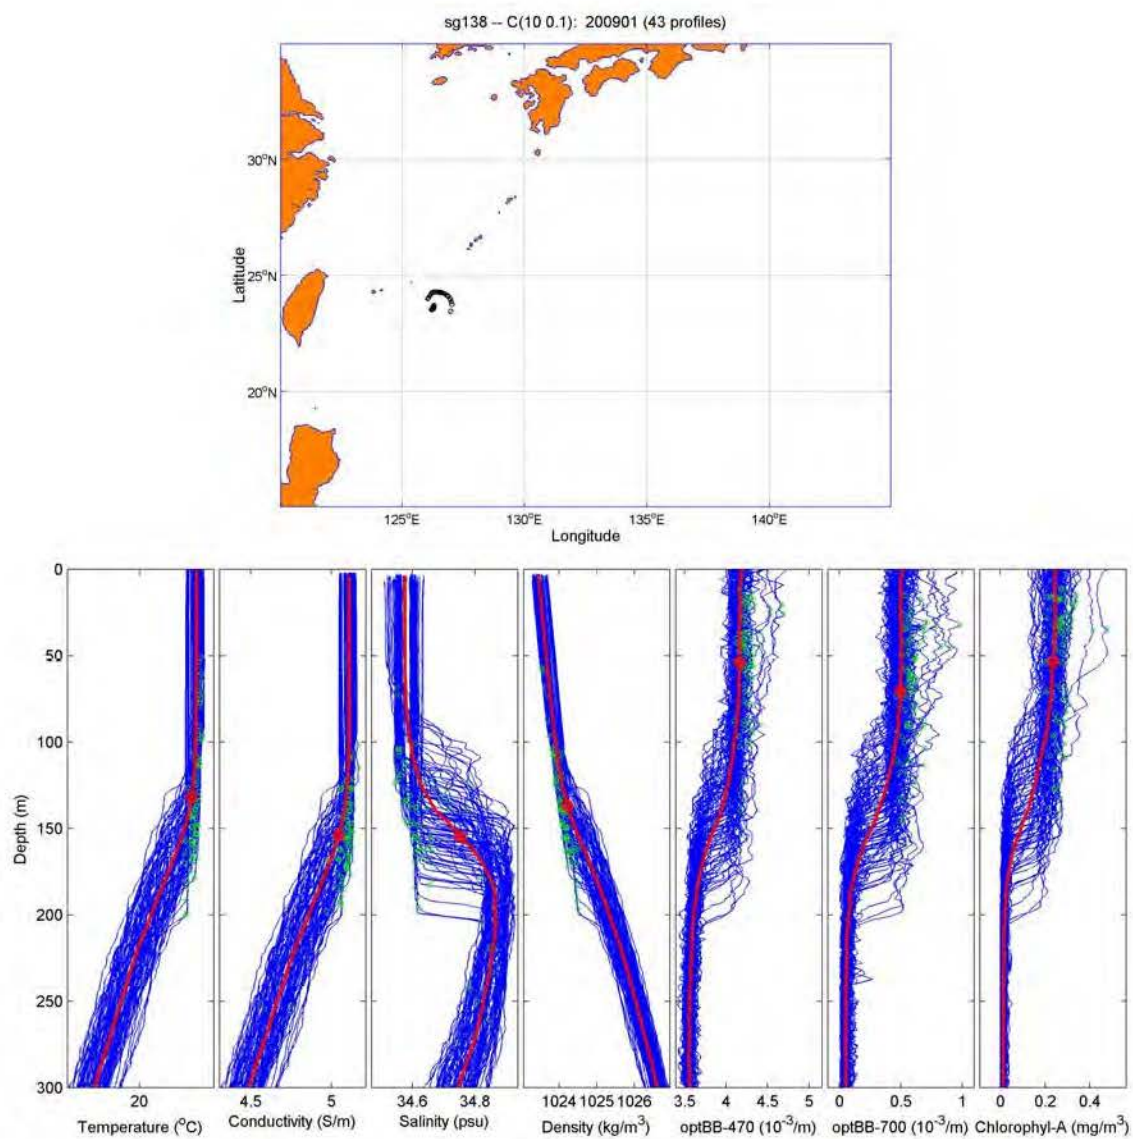 sg138 -- C(10 0.1):  200901 (43 profiles)
30°N
25°N
20°N
Latitude
125°E 130°E 135°E 140°E
Longitude
0
50
100
150
200
250
300
Depth (m)
20
4.5 5
34.6 34.8
1024 1025 1026
3.5 4 4.5 5
0 0.5 1
0 0.2 0.4 0.6
Temperature (°C)
Conductivity (S/m)
Salinity (psu)
Density (kg/m³)
optBB-470 (10⁻³/m)
optBB-700 (10⁻³/m)
Chlorophyl-A (mg/m³)